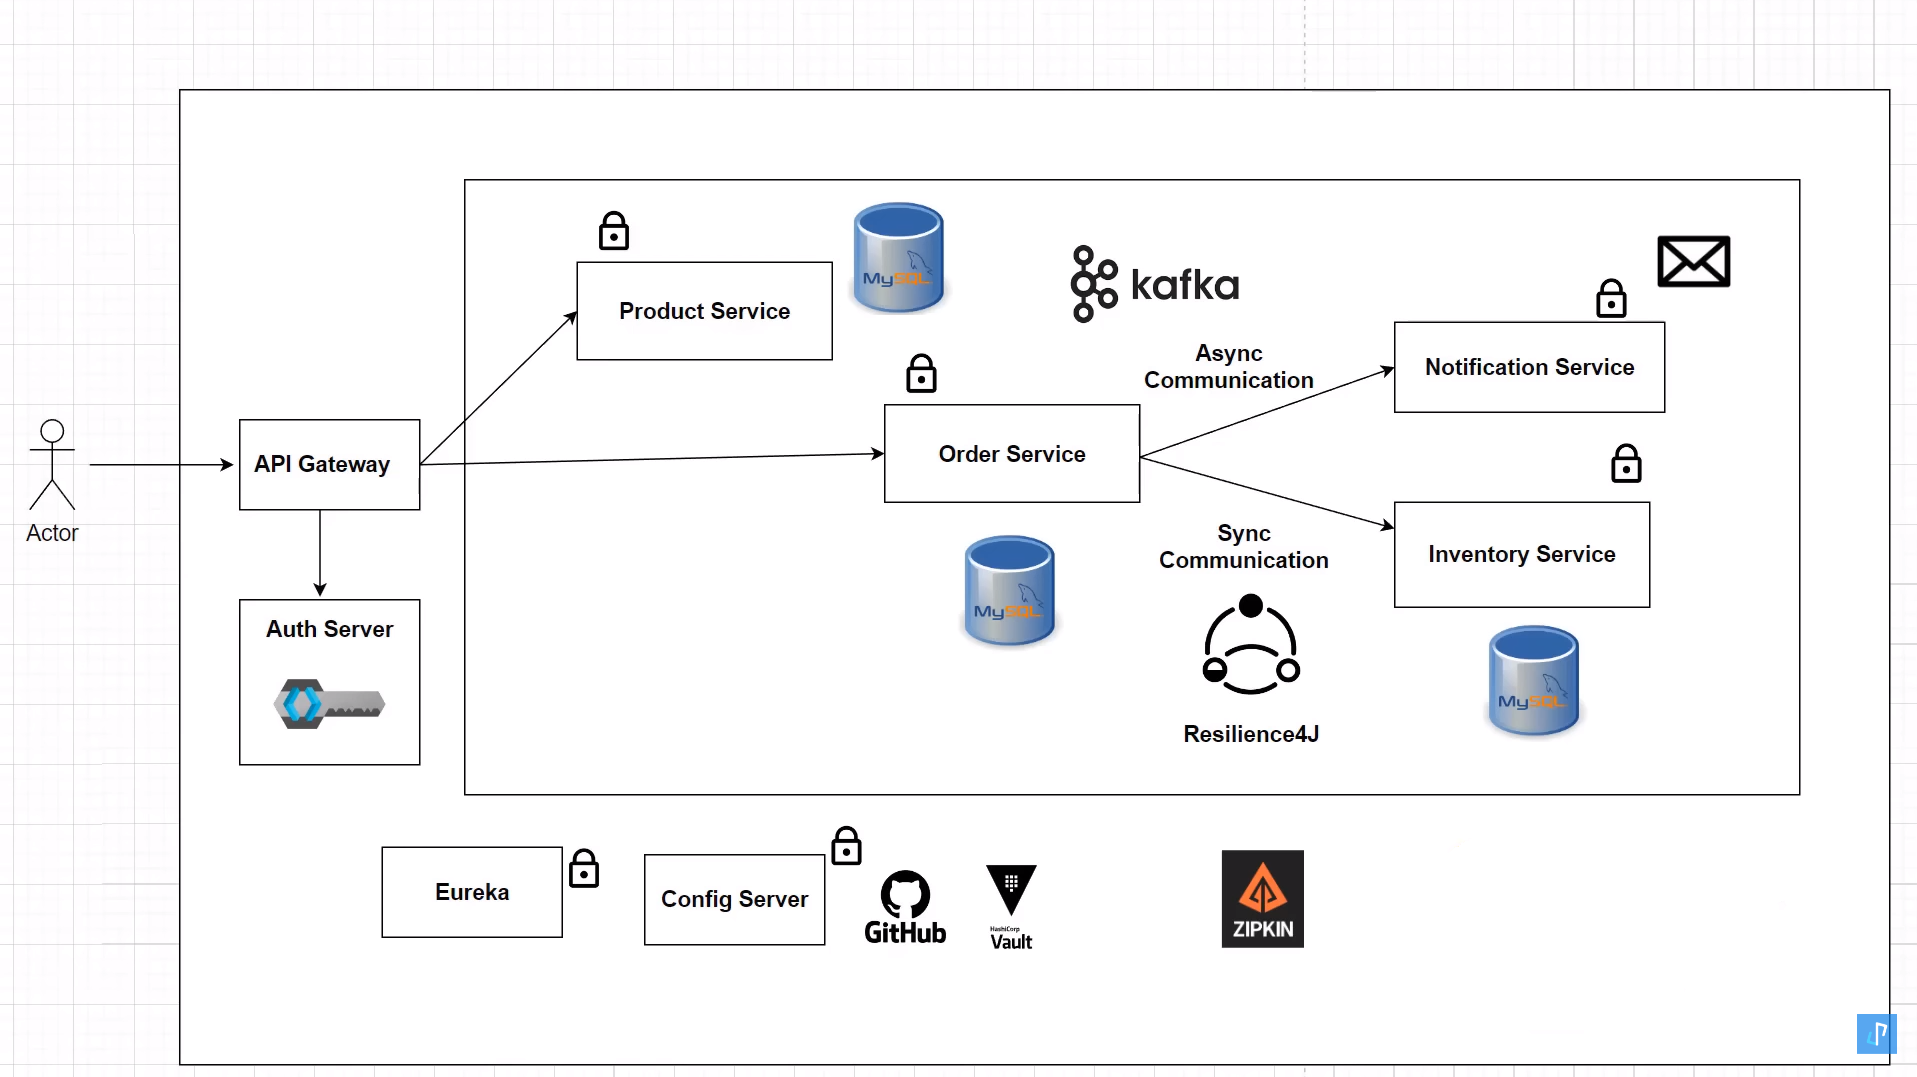 MySQL
kafka
Product Service
Async
Communication
Notification Service
Order Service
API Gateway
Actor
Sync
Communication
Inventory Service
MySQL
Auth Server
MySQL
Resilience4J
Eureka
Config Server
GitHub
HashiCorp
Vault
ZIPKIN